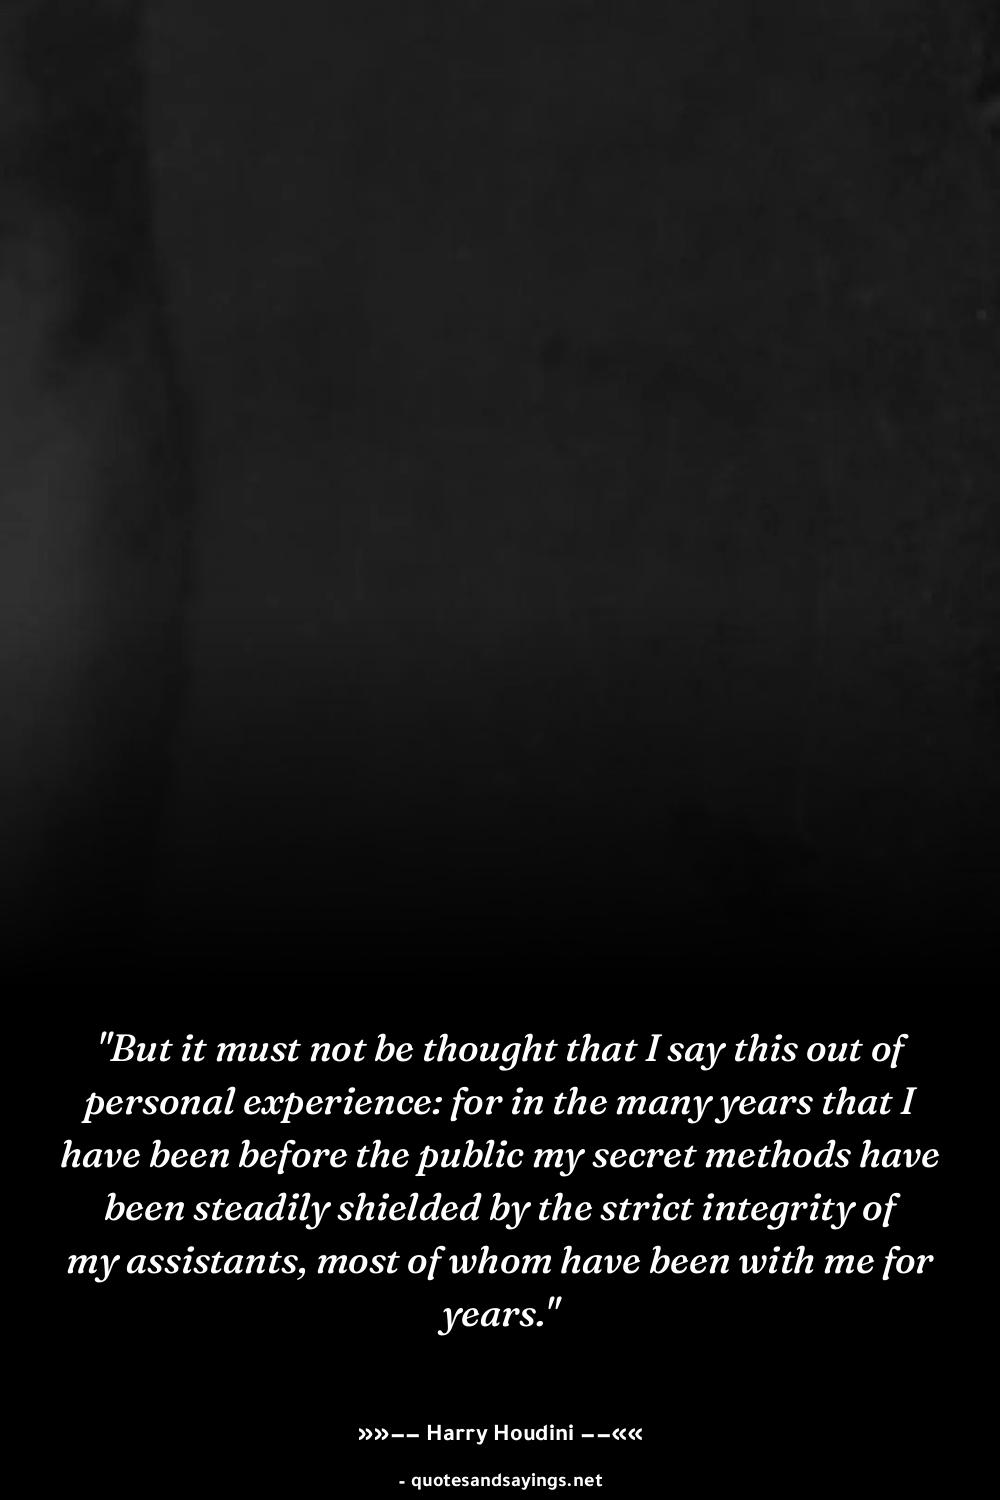 "But it must not be thought that I say this out of
personal experience: for in the many years that I
have been before the public my secret methods have
been steadily shielded by the strict integrity of
my assistants, most of whom have been with me for
years."
»»−− Harry Houdini −−««
- quotesandsayings.net